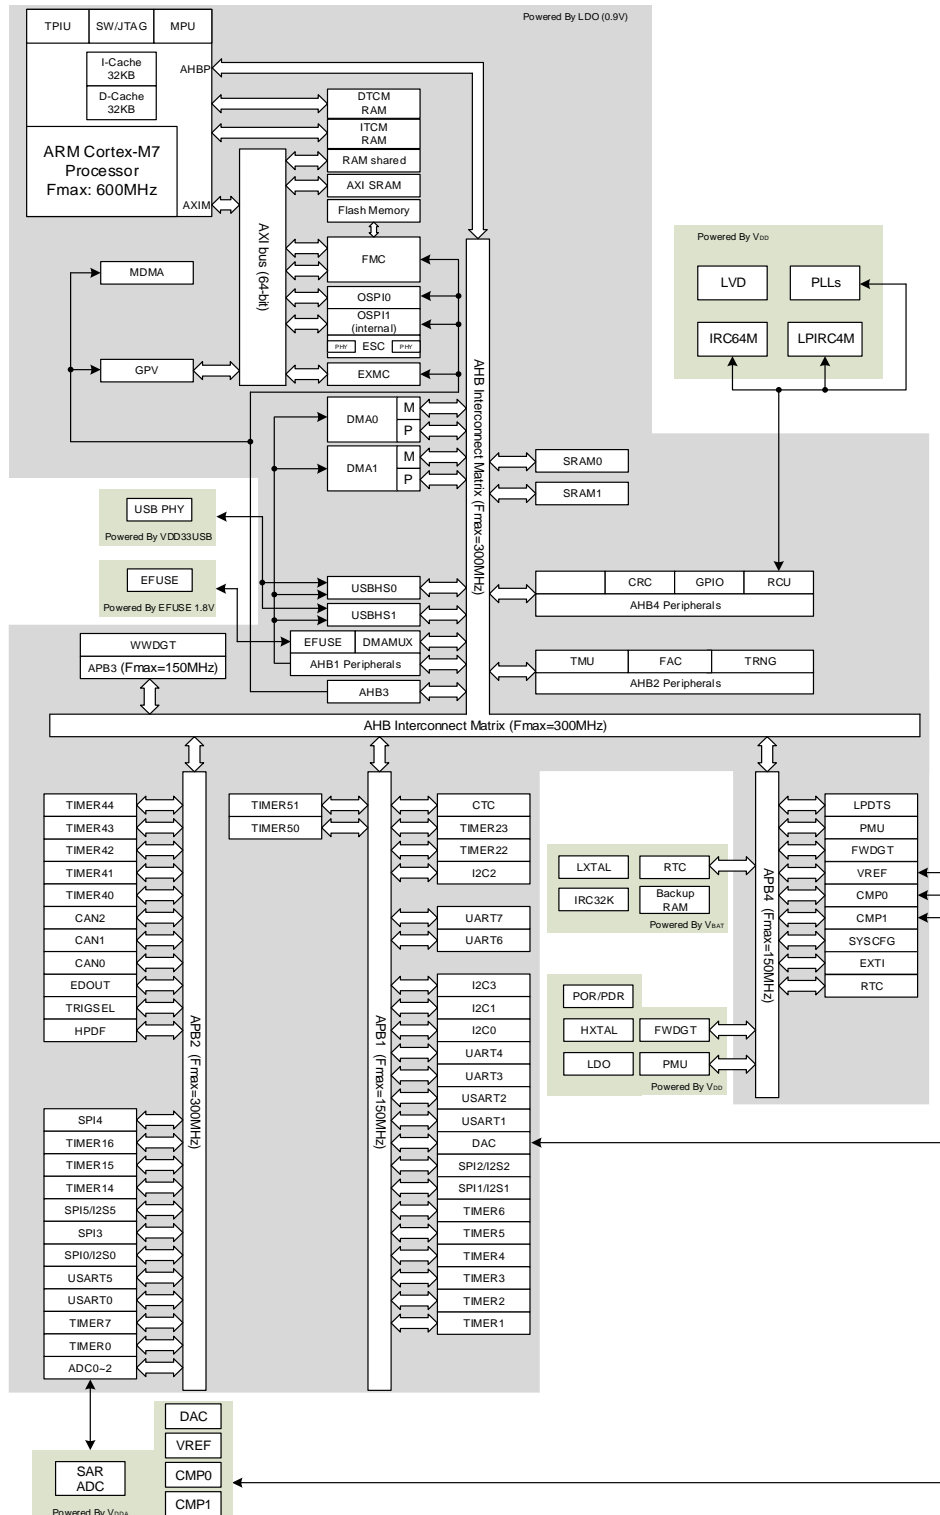 Powered By LDO (0.9V)
TPIU
SW/JTAG
MPU
I-Cache
32KB
D-Cache
32KB
AHBP
ARM Cortex-M7
Processor
Fmax: 600MHz
AXIM
DTCM
RAM
ITCM
RAM
RAM shared
AXI SRAM
Flash Memory
FMC
AXI bus (64-bit)
MDMA
GPV
OSPI0
OSPI1
(internal)
PHY
ESC
PHY
EXMC
AHB Interconnect Matrix (Fmax=300MHz)
Powered By VDD
LVD
PLLs
IRC64M
LPIRC4M
DMA0
M
P
DMA1
M
P
SRAM0
SRAM1
USB PHY
Powered By VDD33USB
EFUSE
Powered By EFUSE 1.8V
USBHS0
USBHS1
EFUSE
DMAMUX
AHB1 Peripherals
AHB3
CRC
GPIO
RCU
AHB4 Peripherals
TMU
FAC
TRNG
AHB2 Peripherals
WWDGT
APB3 (Fmax=150MHz)
AHB Interconnect Matrix (Fmax=300MHz)
TIMER44
TIMER43
TIMER42
TIMER41
TIMER40
CAN2
CAN1
CAN0
EDOUT
TRIGSEL
HPDF
SPI4
TIMER16
TIMER15
TIMER14
SPI5/I2S5
SPI3
SPI0/I2S0
USART5
USART0
TIMER7
TIMER0
ADC0~2
APB2 (Fmax=300MHz)
TIMER51
TIMER50
APB1 (Fmax=150MHz)
CTC
TIMER23
TIMER22
I2C2
UART7
UART6
I2C3
I2C1
I2C0
UART4
UART3
USART2
USART1
DAC
SPI2/I2S2
SPI1/I2S1
TIMER6
TIMER5
TIMER4
TIMER3
TIMER2
TIMER1
LXTAL
RTC
IRC32K
Backup
RAM
Powered By VBAT
POR/PDR
HXTAL
FWDGT
LDO
PMU
Powered By VDD
APB4 (Fmax=150MHz)
LPDTS
PMU
FWDGT
VREF
CMP0
CMP1
SYSCFG
EXTI
RTC
SAR
ADC
Powered By VDDA
DAC
VREF
CMP0
CMP1